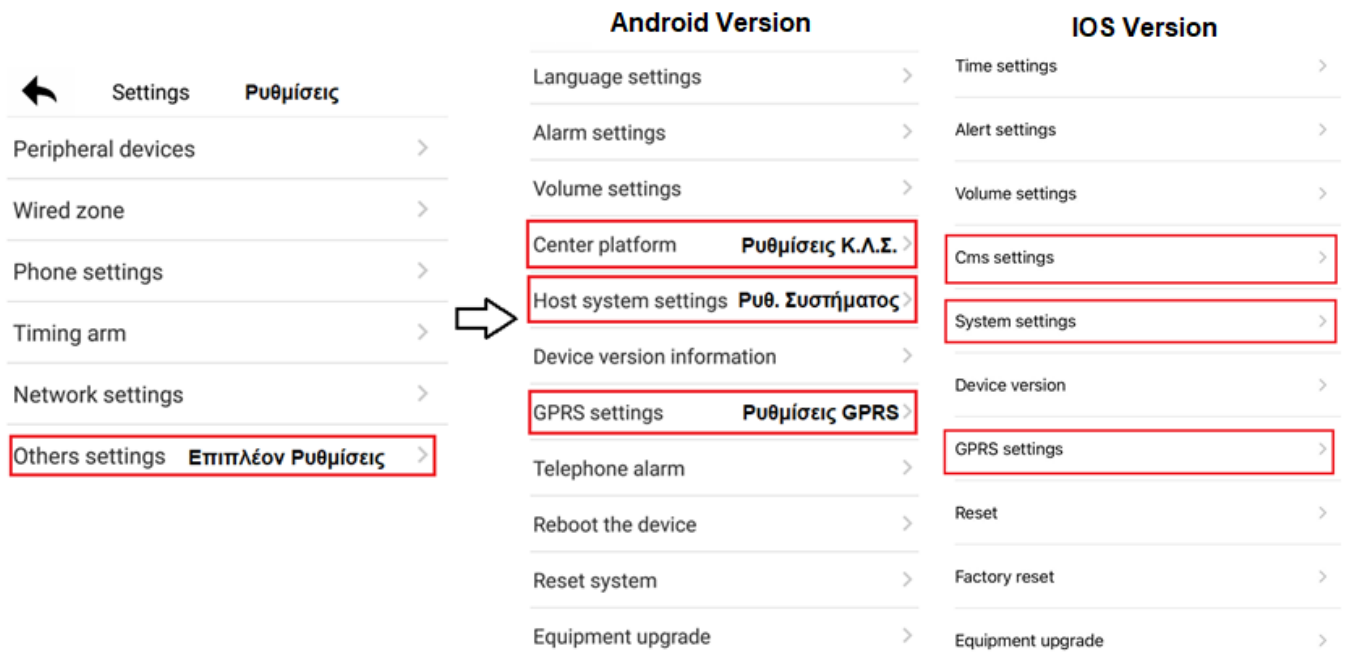 Settings Ρυθμίσεις
Peripheral devices
Wired zone
Phone settings
Timing arm
Network settings
Others settings Επιπλέον Ρυθμίσεις
Android Version
Language settings
Alarm settings
Volume settings
Center platform Ρυθμίσεις Κ.Λ.Σ.
Host system settings Ρυθ. Συστήματος
Device version information
GPRS settings Ρυθμίσεις GPRS
Telephone alarm
Reboot the device
Reset system
Equipment upgrade
IOS Version
Time settings
Alert settings
Volume settings
Cms settings
System settings
Device version
GPRS settings
Reset
Factory reset
Equipment upgrade